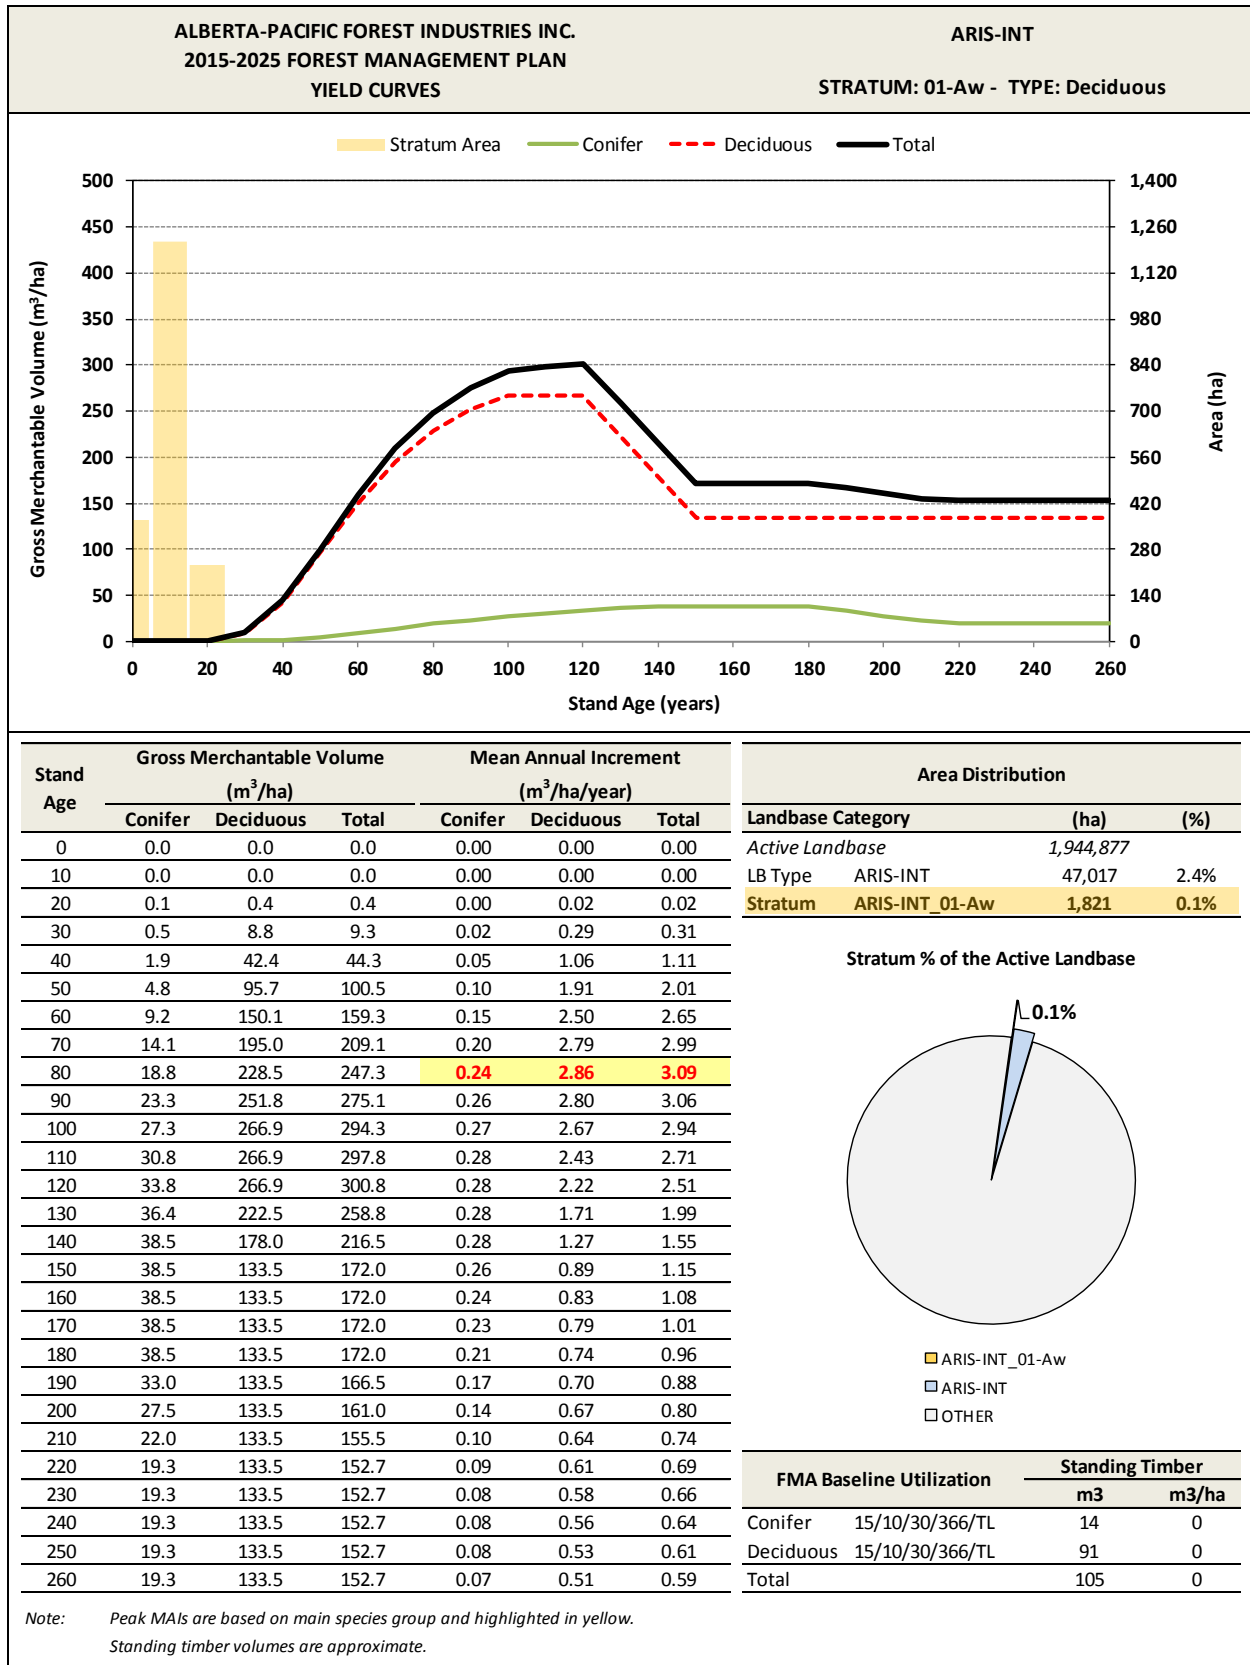 ALBERTA-PACIFIC FOREST INDUSTRIES INC.
2015-2025 FOREST MANAGEMENT PLAN
YIELD CURVES
ARIS-INT
STRATUM: 01-Aw - TYPE: Deciduous
Stratum Area Conifer Deciduous Total
Gross Merchantable Volume (m³/ha)
500
450
400
350
300
250
200
150
100
50
0
1,400
1,260
1,120
980
840
700
560
420
280
140
0
Area (ha)
0 20 40 60 80 100 120 140 160 180 200 220 240 260
Stand Age (years)
Stand Age Gross Merchantable Volume (m³/ha) Mean Annual Increment (m³/ha/year)
Conifer Deciduous Total Conifer Deciduous Total
0 0.0 0.0 0.0 0.00 0.00 0.00
10 0.0 0.0 0.0 0.00 0.00 0.00
20 0.1 0.4 0.4 0.00 0.02 0.02
30 0.5 8.8 9.3 0.02 0.29 0.31
40 1.9 42.4 44.3 0.05 1.06 1.11
50 4.8 95.7 100.5 0.10 1.91 2.01
60 9.2 150.1 159.3 0.15 2.50 2.65
70 14.1 195.0 209.1 0.20 2.79 2.99
80 18.8 228.5 247.3 0.24 2.86 3.09
90 23.3 251.8 275.1 0.26 2.80 3.06
100 27.3 266.9 294.3 0.27 2.67 2.94
110 30.8 266.9 297.8 0.28 2.43 2.71
120 33.8 266.9 300.8 0.28 2.22 2.51
130 36.4 222.5 258.8 0.28 1.71 1.99
140 38.5 178.0 216.5 0.28 1.27 1.55
150 38.5 133.5 172.0 0.26 0.89 1.15
160 38.5 133.5 172.0 0.24 0.83 1.08
170 38.5 133.5 172.0 0.23 0.79 1.01
180 38.5 133.5 172.0 0.21 0.74 0.96
190 33.0 133.5 166.5 0.17 0.70 0.88
200 27.5 133.5 161.0 0.14 0.67 0.80
210 22.0 133.5 155.5 0.10 0.64 0.74
220 19.3 133.5 152.7 0.09 0.61 0.69
230 19.3 133.5 152.7 0.08 0.58 0.66
240 19.3 133.5 152.7 0.08 0.56 0.64
250 19.3 133.5 152.7 0.08 0.53 0.61
260 19.3 133.5 152.7 0.07 0.51 0.59
Area Distribution
Landbase Category (ha) (%)
Active Landbase 1,944,877
LB Type ARIS-INT 47,017 2.4%
Stratum ARIS-INT_01-Aw 1,821 0.1%
Stratum % of the Active Landbase
0.1%
ARIS-INT_01-Aw
ARIS-INT
OTHER
FMA Baseline Utilization Standing Timber
m3 m3/ha
Conifer 15/10/30/366/TL 14 0
Deciduous 15/10/30/366/TL 91 0
Total 105 0
Note: Peak MAIs are based on main species group and highlighted in yellow.
Standing timber volumes are approximate.